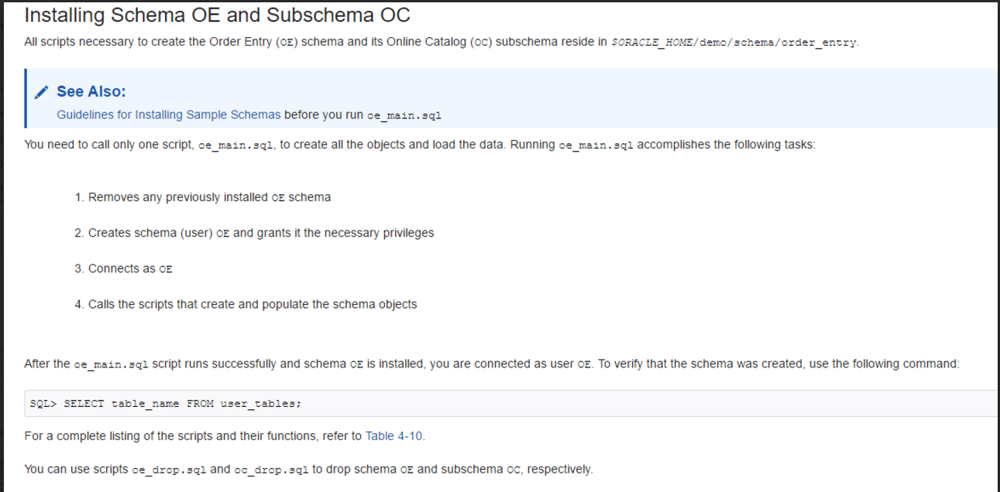 Installing Schema OE and Subschema OC
All scripts necessary to create the Order Entry (OE) schema and its Online Catalog (OC) subschema reside in $ORACLE_HOME/demo/schema/order_entry.
See Also:
Guidelines for Installing Sample Schemas before you run oe_main.sql
You need to call only one script, oe_main.sql, to create all the objects and load the data. Running oe_main.sql accomplishes the following tasks:
1. Removes any previously installed OE schema
2. Creates schema (user) OE and grants it the necessary privileges
3. Connects as OE
4. Calls the scripts that create and populate the schema objects
After the oe_main.sql script runs successfully and schema OE is installed, you are connected as user OE. To verify that the schema was created, use the following command:
SQL> SELECT table_name FROM user_tables;
For a complete listing of the scripts and their functions, refer to Table 4-10.
You can use scripts oe_drop.sql and oc_drop.sql to drop schema OE and subschema OC, respectively.